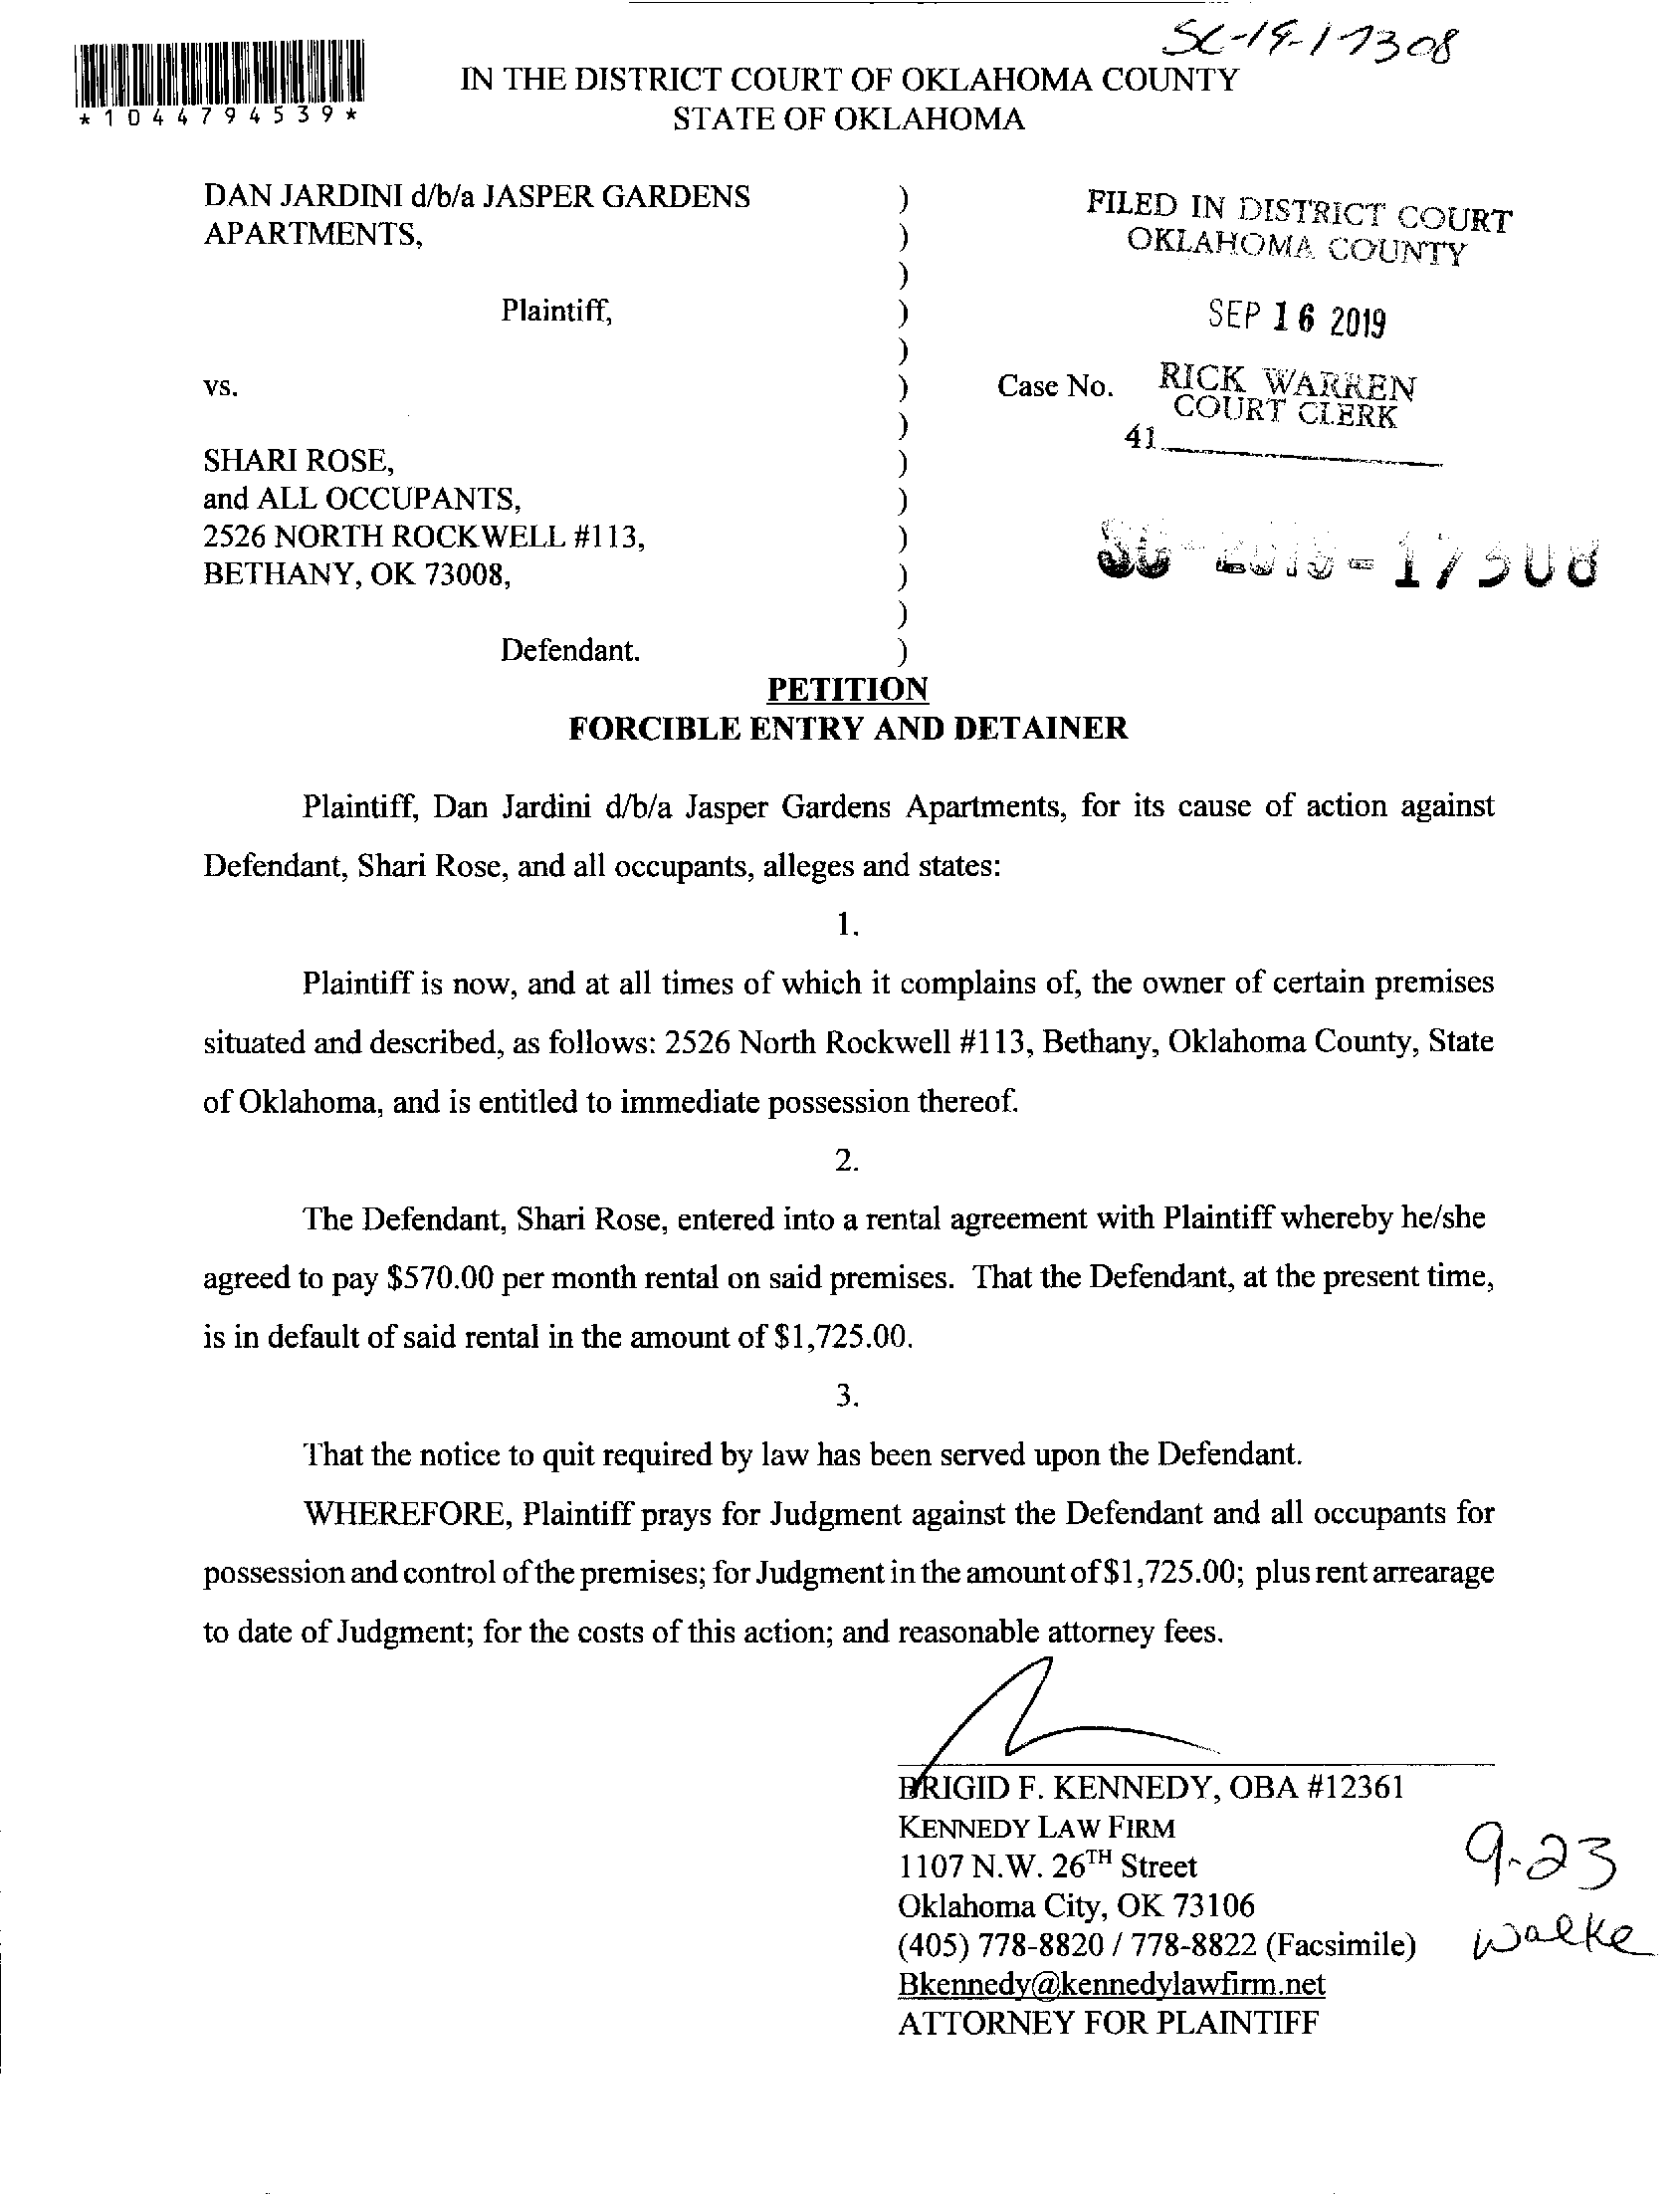 SC-19-17308
*1044794539*
IN THE DISTRICT COURT OF OKLAHOMA COUNTY
STATE OF OKLAHOMA
DAN JARDINI d/b/a JASPER GARDENS )
APARTMENTS, )
)
Plaintiff, )
)
vs. )
)
SHARI ROSE, )
and ALL OCCUPANTS, )
2526 NORTH ROCKWELL #113, )
BETHANY, OK 73008, )
)
Defendant. )
FILED IN DISTRICT COURT
OKLAHOMA COUNTY
SEP 16 2019
Case No. RICK WARREN
COURT CLERK
41
SC-2019-17308
PETITION
FORCIBLE ENTRY AND DETAINER
Plaintiff, Dan Jardini d/b/a Jasper Gardens Apartments, for its cause of action against
Defendant, Shari Rose, and all occupants, alleges and states:
1.
Plaintiff is now, and at all times of which it complains of, the owner of certain premises
situated and described, as follows: 2526 North Rockwell #113, Bethany, Oklahoma County, State
of Oklahoma, and is entitled to immediate possession thereof.
2.
The Defendant, Shari Rose, entered into a rental agreement with Plaintiff whereby he/she
agreed to pay $570.00 per month rental on said premises. That the Defendant, at the present time,
is in default of said rental in the amount of $1,725.00.
3.
That the notice to quit required by law has been served upon the Defendant.
WHEREFORE, Plaintiff prays for Judgment against the Defendant and all occupants for
possession and control of the premises; for Judgment in the amount of $1,725.00; plus rent arrearage
to date of Judgment; for the costs of this action; and reasonable attorney fees.
BRIGID F. KENNEDY, OBA #12361
KENNEDY LAW FIRM
1107 N.W. 26TH Street
Oklahoma City, OK 73106
(405) 778-8820 / 778-8822 (Facsimile)
Bkennedy@kennedylawfirm.net
ATTORNEY FOR PLAINTIFF
9-23
Walke